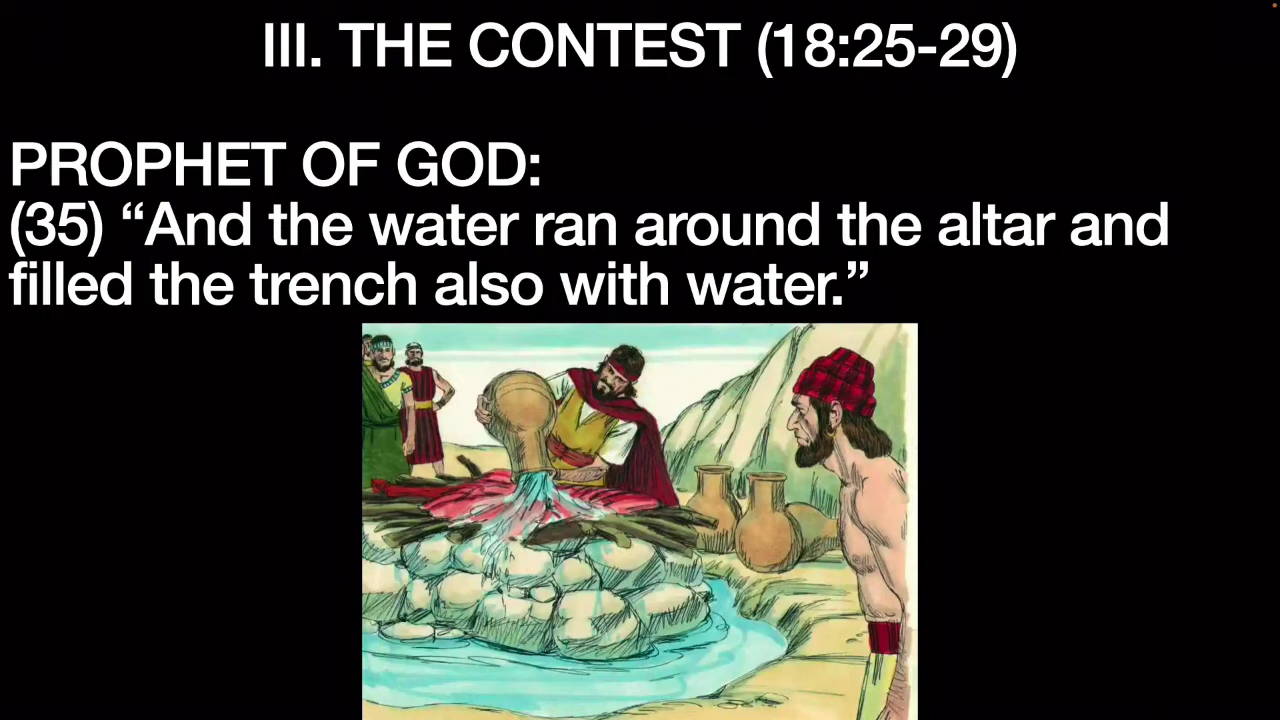 III. THE CONTEST (18:25-29)
PROPHET OF GOD:
(35) “And the water ran around the altar and
filled the trench also with water.”